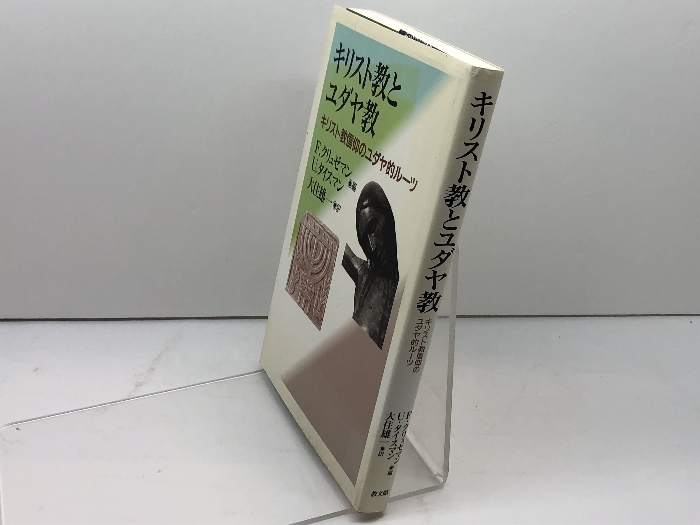 キリスト教と
ユダヤ教
キリスト教信仰のユダヤ的ルーツ
F.クリュゼマン
U.タイスマン 編
大住雄一 訳
キリスト教とユダヤ教
キリスト教信仰の
ユダヤ的ルーツ
F.クリュゼマン
U.タイスマン 編
大住雄一 訳
教文館